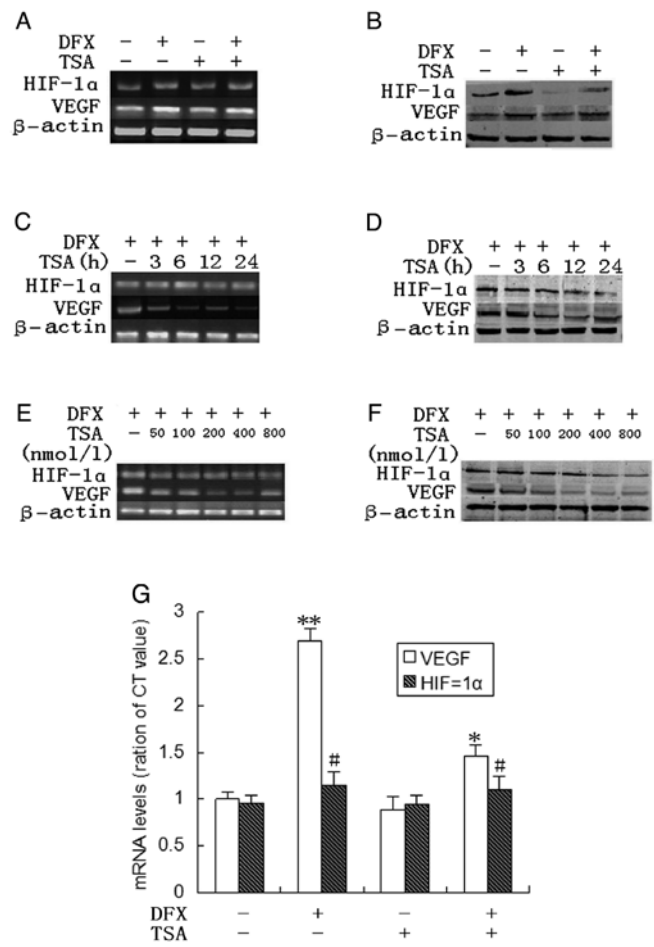 A
DFX - + - +
TSA - - + +
HIF-1α
VEGF
β-actin
B
DFX - + - +
TSA - - + +
HIF-1α
VEGF
β-actin
C
DFX + + + + +
TSA(h) - 3 6 12 24
HIF-1α
VEGF
β-actin
D
DFX + + + + +
TSA(h) - 3 6 12 24
HIF-1α
VEGF
β-actin
E
DFX + + + + + +
TSA - 50 100 200 400 800
(nmol/l)
HIF-1α
VEGF
β-actin
F
DFX + + + + + +
TSA - 50 100 200 400 800
(nmol/l)
HIF-1α
VEGF
β-actin
G
mRNA levels (ration of CT value)
3
2.5
2
1.5
1
0.5
0
**
#
*
#
VEGF
HIF=1α
DFX - + - +
TSA - - + +